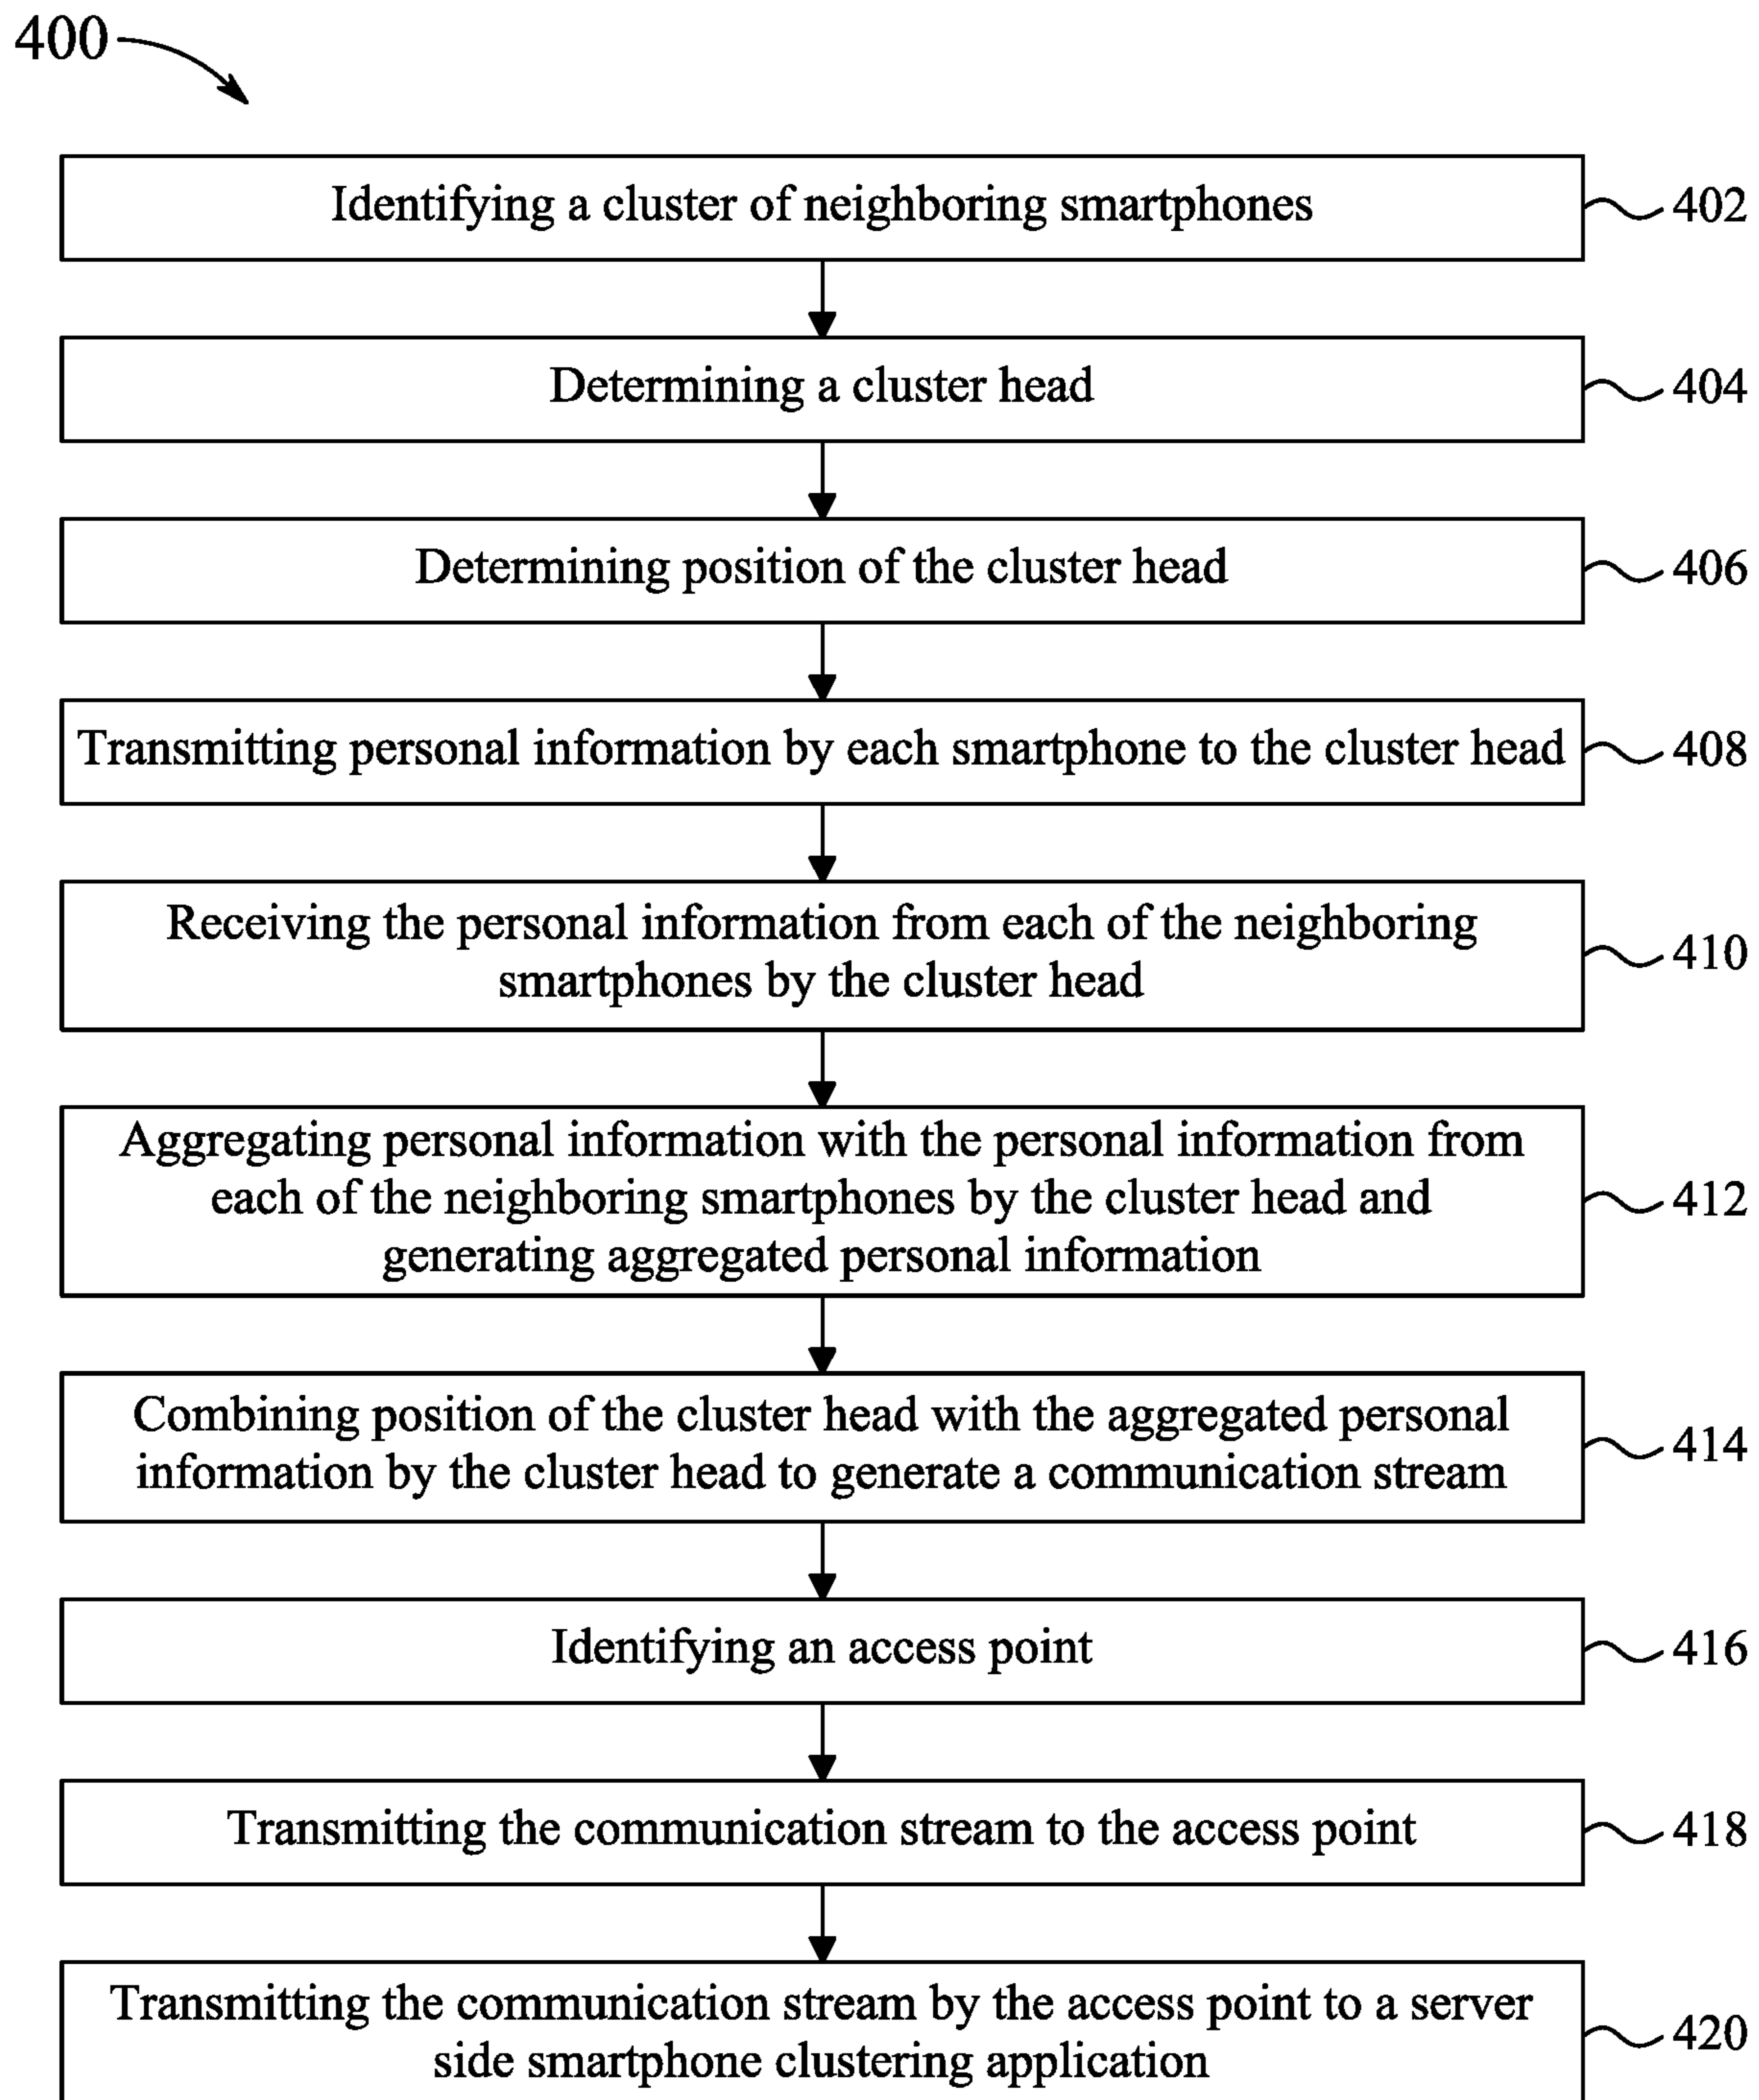 400
Identifying a cluster of neighboring smartphones
402
Determining a cluster head
404
Determining position of the cluster head
406
Transmitting personal information by each smartphone to the cluster head
408
Receiving the personal information from each of the neighboring
smartphones by the cluster head
410
Aggregating personal information with the personal information from
each of the neighboring smartphones by the cluster head and
generating aggregated personal information
412
Combining position of the cluster head with the aggregated personal
information by the cluster head to generate a communication stream
414
Identifying an access point
416
Transmitting the communication stream to the access point
418
Transmitting the communication stream by the access point to a server
side smartphone clustering application
420